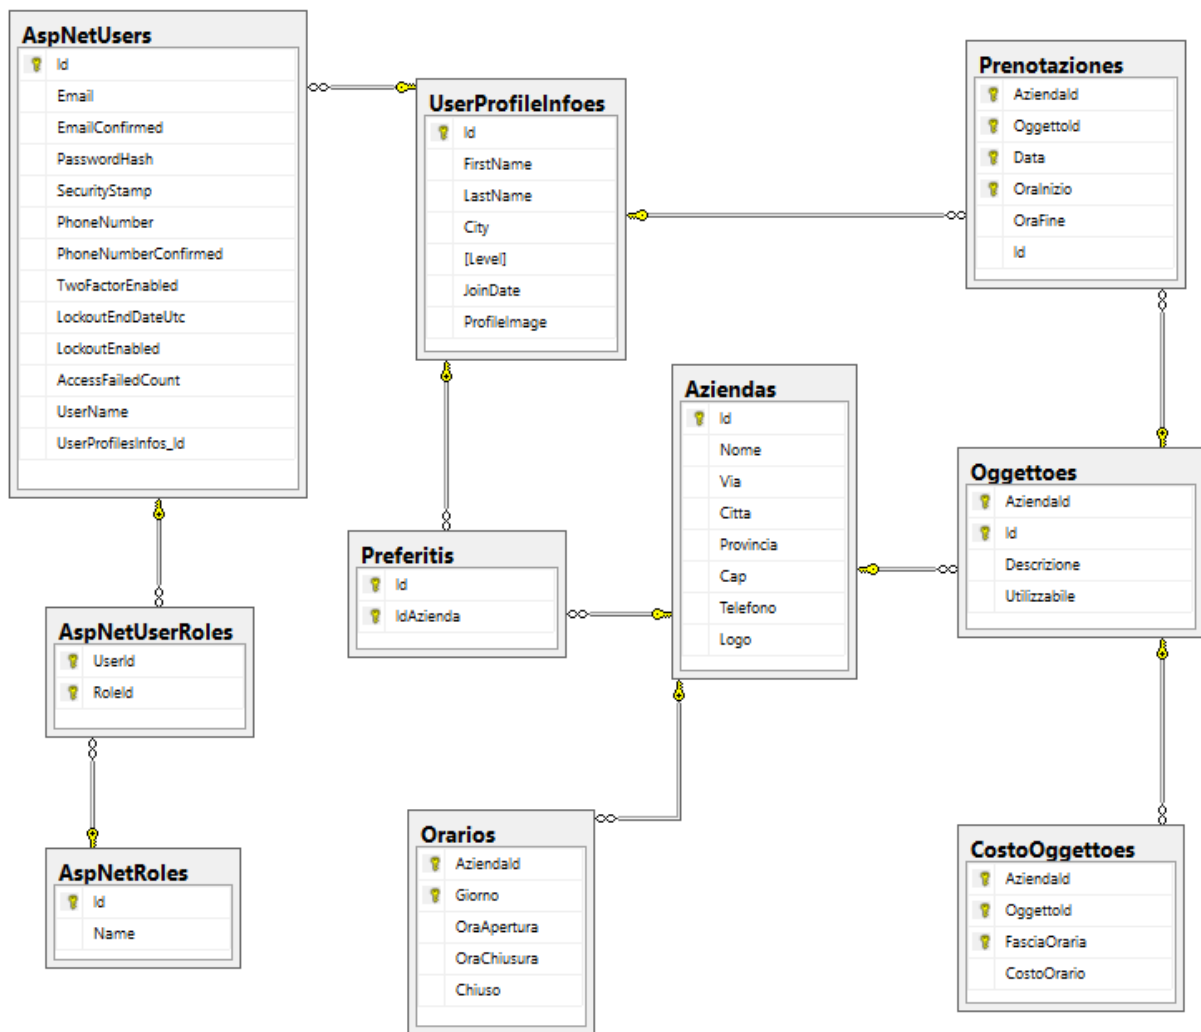 AspNetUsers
Id
Email
EmailConfirmed
PasswordHash
SecurityStamp
PhoneNumber
PhoneNumberConfirmed
TwoFactorEnabled
LockoutEndDateUtc
LockoutEnabled
AccessFailedCount
UserName
UserProfilesInfos_Id
UserProfileInfoes
Id
FirstName
LastName
City
[Level]
JoinDate
ProfileImage
Prenotaziones
AziendaId
OggettoId
Data
OraInizio
OraFine
Id
Aziendas
Id
Nome
Via
Citta
Provincia
Cap
Telefono
Logo
Oggettoes
AziendaId
Id
Descrizione
Utilizzabile
Preferitis
Id
IdAzienda
AspNetUserRoles
UserId
RoleId
AspNetRoles
Id
Name
Orarios
AziendaId
Giorno
OraApertura
OraChiusura
Chiuso
CostoOggettoes
AziendaId
OggettoId
FasciaOraria
CostoOrario